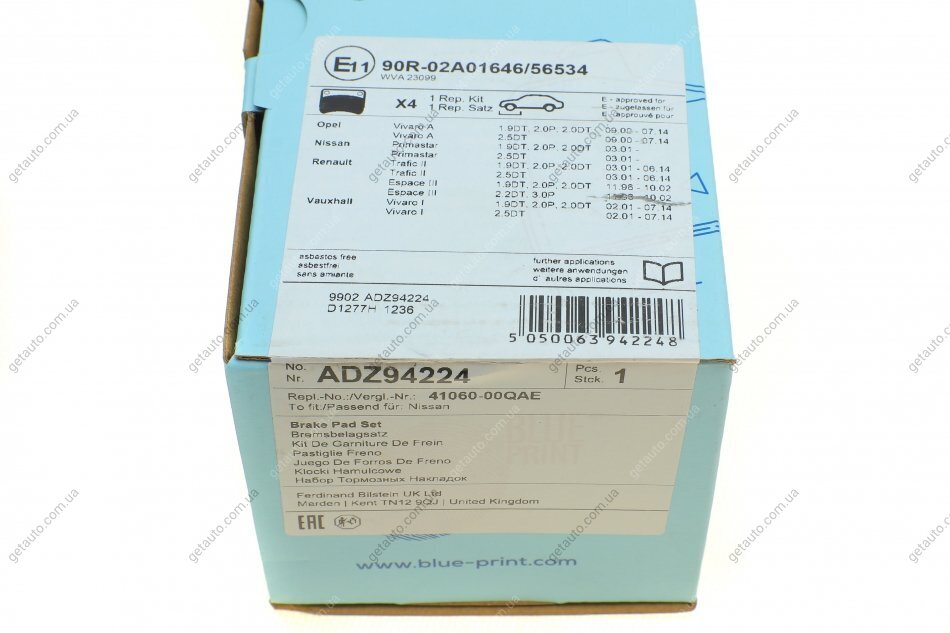 E11 90R-02A01646/56534
WVA 23099
X4 1 Rep. Kit
1 Rep. Satz
E - approved for
E - zugelassen für
E - approuvé pour
Opel Vivaro A 1.9DT, 2.0P, 2.0DT 09.00 - 07.14
Vivaro A 2.5DT 09.00 - 07.14
Nissan Primastar 1.9DT, 2.0P, 2.0DT 03.01 -
Primastar 2.5DT 03.01 -
Renault Trafic II 1.9DT, 2.0P, 2.0DT 03.01 - 06.14
Trafic II 2.5DT 03.01 - 06.14
Espace III 1.9DT, 2.0P, 2.0DT 11.96 - 10.02
Espace III 2.2DT, 3.0P 10.02
Vauxhall Vivaro I 1.9DT, 2.0P, 2.0DT 02.01 - 07.14
Vivaro I 2.5DT 02.01 - 07.14
asbestos free
asbestfrei
sans amiante
further applications
weitere anwendungen
d' autres applications
9902 ADZ94224
D1277H 1236
5 050063 942248
No.
Nr. ADZ94224
Pcs.
Stck. 1
Repl.-No.:/Vergl.-Nr.: 41060-00QAE
To fit:/Passend für: Nissan
Brake Pad Set
Bremsbelagsatz
Kit De Garniture De Frein
Pastiglie Freno
Juego De Forros De Freno
Klocki Hamulcowe
Набор Тормозных Накладок
BLUE
PRINT
Ferdinand Bilstein UK Ltd
Marden | Kent TN12 9QJ | United Kingdom
EAC
www.blue-print.com
getauto.com.ua